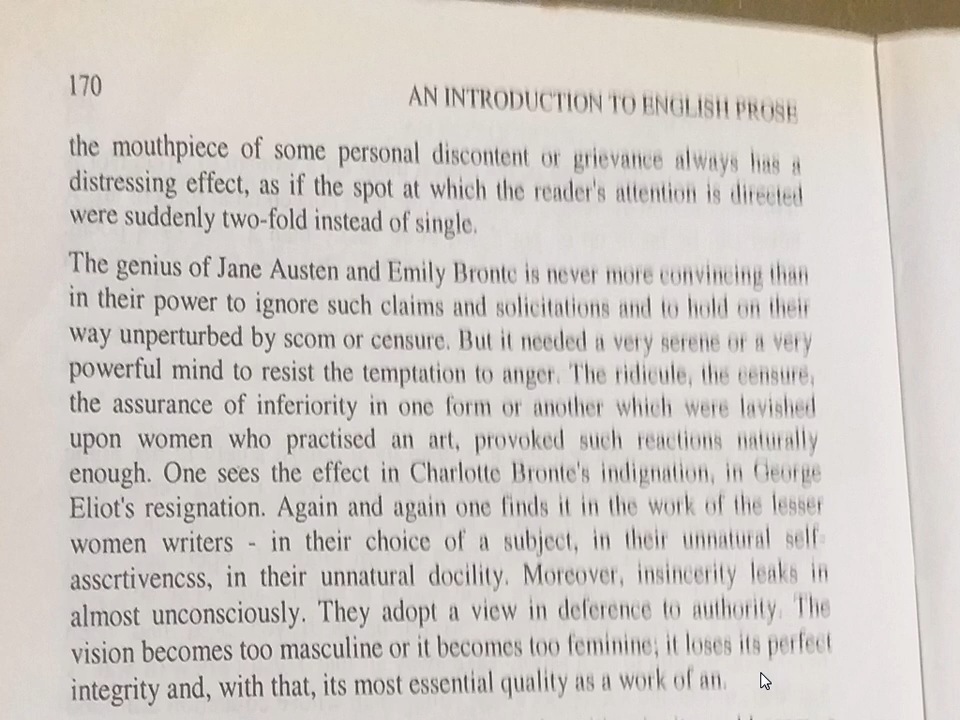 170
AN INTRODUCTION TO ENGLISH PROSE
the mouthpiece of some personal discontent or grievance always has a
distressing effect, as if the spot at which the reader's attention is directed
were suddenly two-fold instead of single.
The genius of Jane Austen and Emily Bronte is never more convincing than
in their power to ignore such claims and solicitations and to hold on their
way unperturbed by scom or censure. But it needed a very serene or a very
powerful mind to resist the temptation to anger. The ridicule, the censure,
the assurance of inferiority in one form or another which were lavished
upon women who practised an art, provoked such reactions naturally
enough. One sees the effect in Charlotte Bronte's indignation, in George
Eliot's resignation. Again and again one finds it in the work of the lesser
women writers - in their choice of a subject, in their unnatural self-
assertiveness, in their unnatural docility. Moreover, insincerity leaks in
almost unconsciously. They adopt a view in deference to authority. The
vision becomes too masculine or it becomes too feminine; it loses its perfect
integrity and, with that, its most essential quality as a work of an.